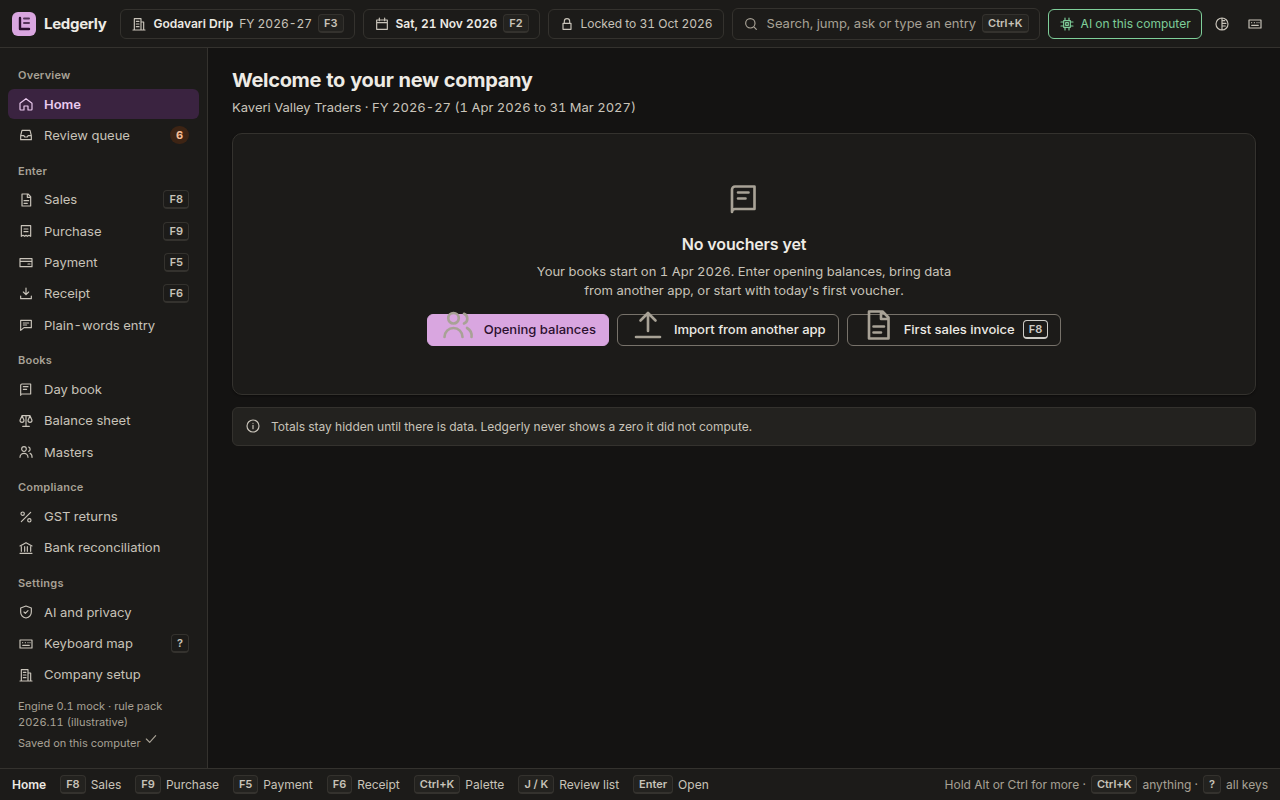 Ledgerly
Godavari Drip FY 2026-27 F3
Sat, 21 Nov 2026 F2
Locked to 31 Oct 2026
Search, jump, ask or type an entry Ctrl+K
AI on this computer
Overview
Home
Review queue 6
Enter
Sales F8
Purchase F9
Payment F5
Receipt F6
Plain-words entry
Books
Day book
Balance sheet
Masters
Compliance
GST returns
Bank reconciliation
Settings
AI and privacy
Keyboard map ?
Company setup
Engine 0.1 mock · rule pack
2026.11 (illustrative)
Saved on this computer
Welcome to your new company
Kaveri Valley Traders · FY 2026-27 (1 Apr 2026 to 31 Mar 2027)
No vouchers yet
Your books start on 1 Apr 2026. Enter opening balances, bring data
from another app, or start with today's first voucher.
Opening balances
Import from another app
First sales invoice F8
Totals stay hidden until there is data. Ledgerly never shows a zero it did not compute.
Home F8 Sales F9 Purchase F5 Payment F6 Receipt Ctrl+K Palette J / K Review list Enter Open
Hold Alt or Ctrl for more · Ctrl+K anything · ? all keys